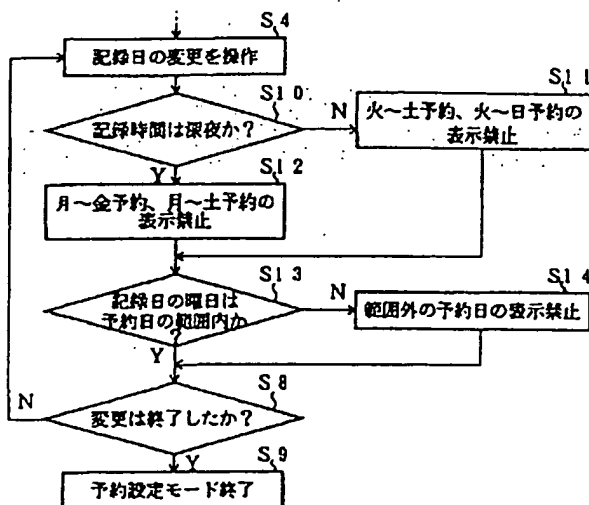 S4
記録日の変更を操作
S10
記録時間は深夜か?
N
S11
火～土予約、火～日予約の
表示禁止
Y
S12
月～金予約、月～土予約の
表示禁止
S13
記録日の曜日は
予約日の範囲内か
?
N
S14
範囲外の予約日の表示禁止
Y
S8
変更は終了したか?
N
Y
S9
予約設定モード終了